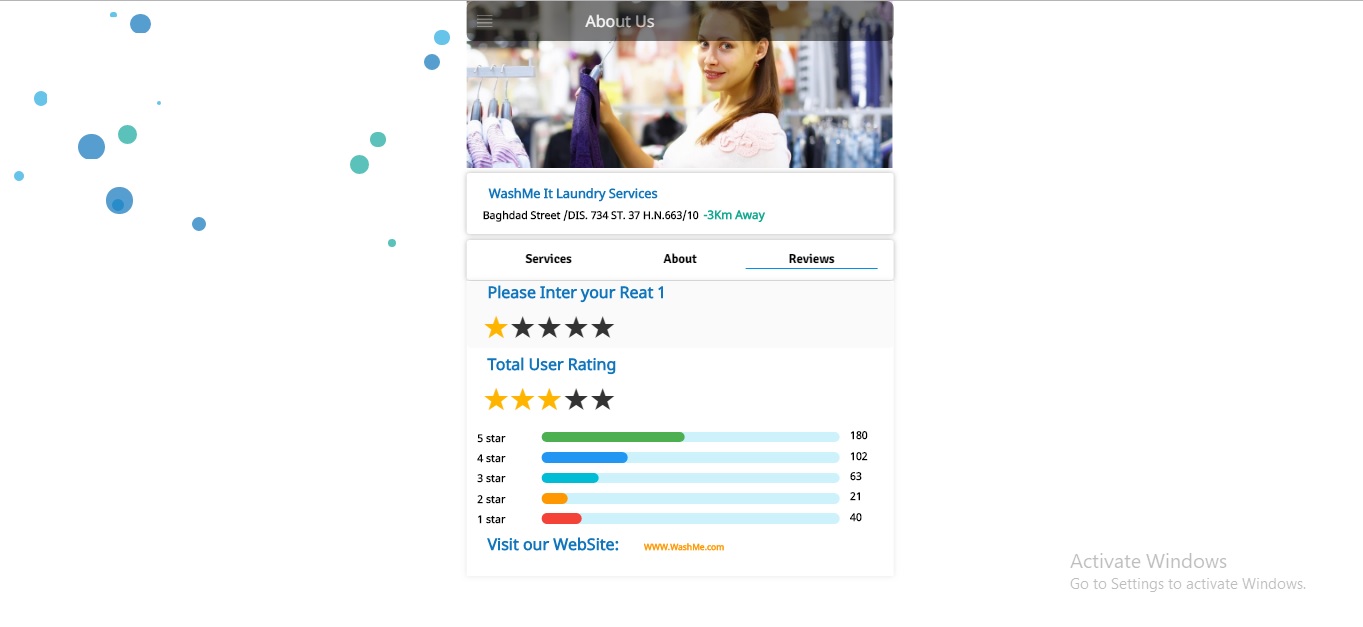 About Us
WashMe It Laundry Services
Baghdad Street /DIS. 734 ST. 37 H.N.663/10 -3Km Away
Services About Reviews
Please Inter your Reat 1
Total User Rating
5 star 180
4 star 102
3 star 63
2 star 21
1 star 40
Visit our WebSite: WWW.WashMe.com
Activate Windows
Go to Settings to activate Windows.